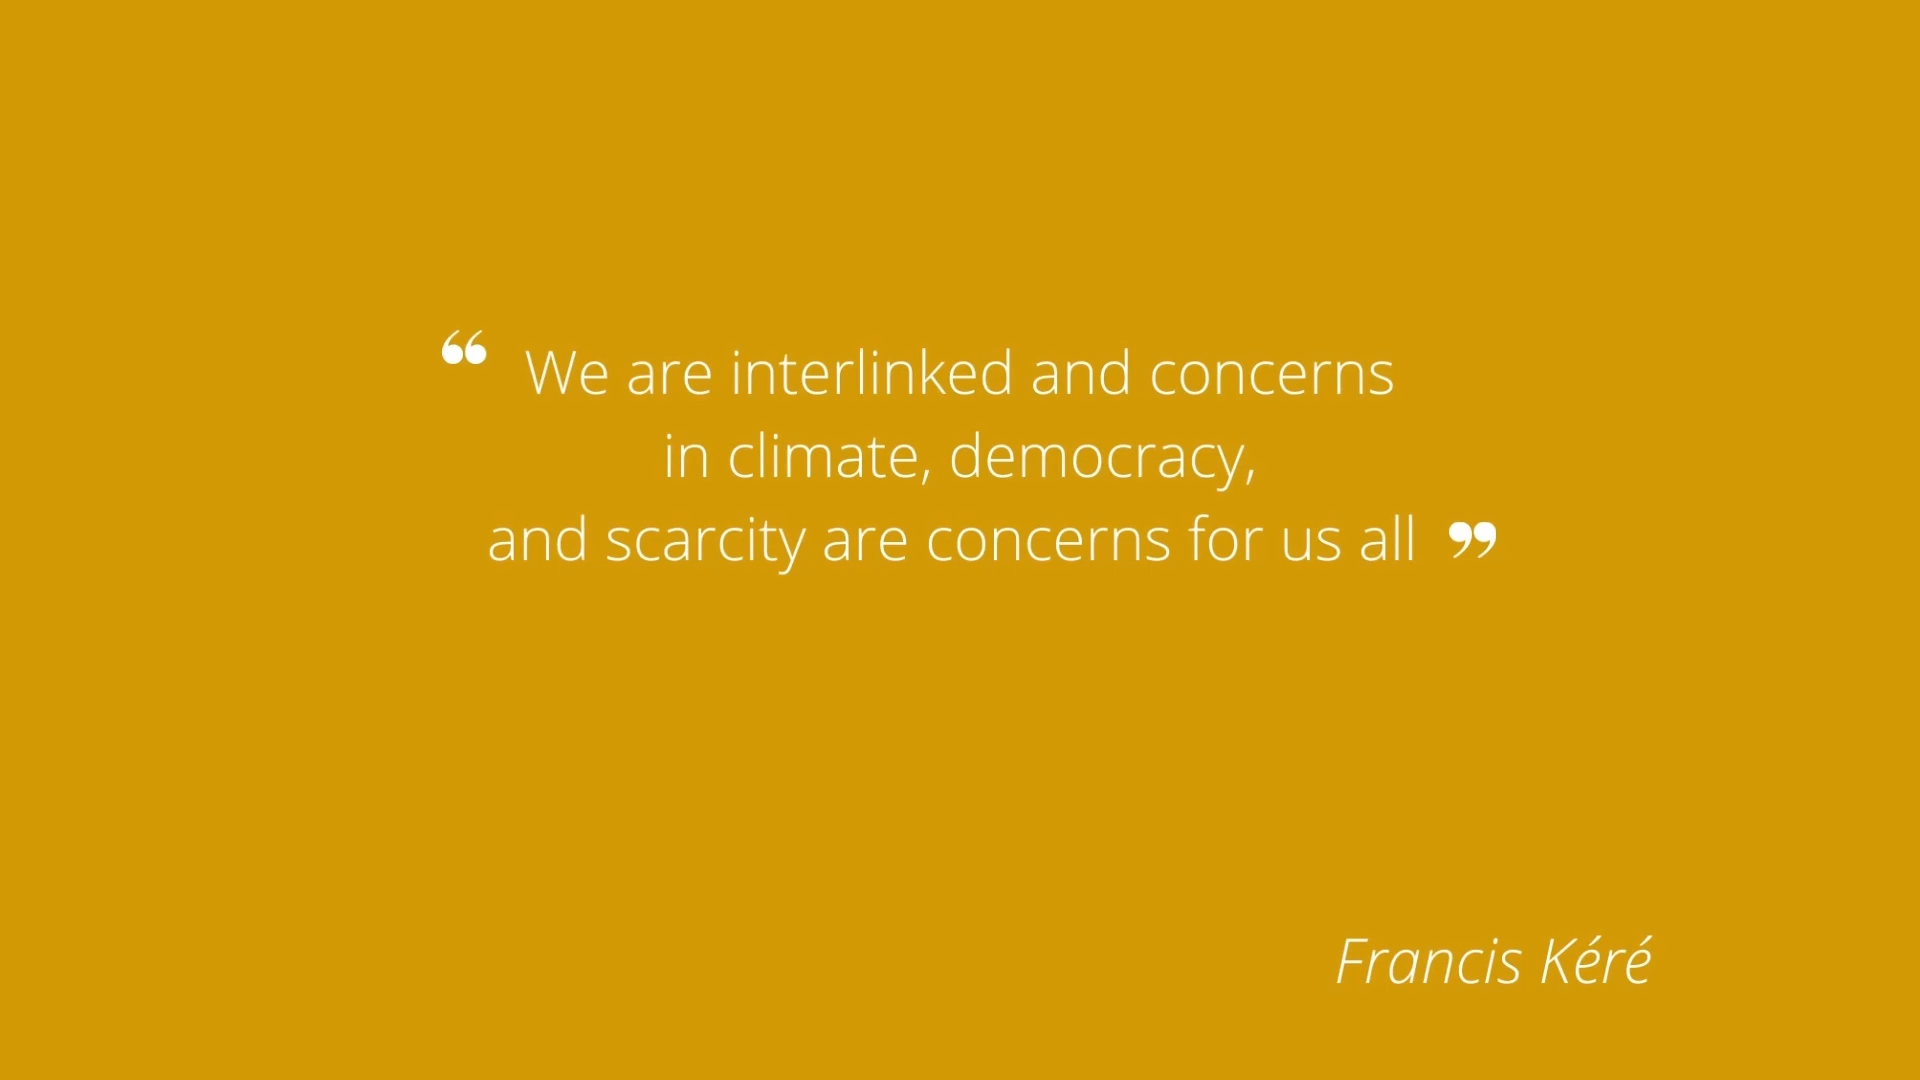 “ We are interlinked and concerns
in climate, democracy,
and scarcity are concerns for us all ”
Francis Kéré